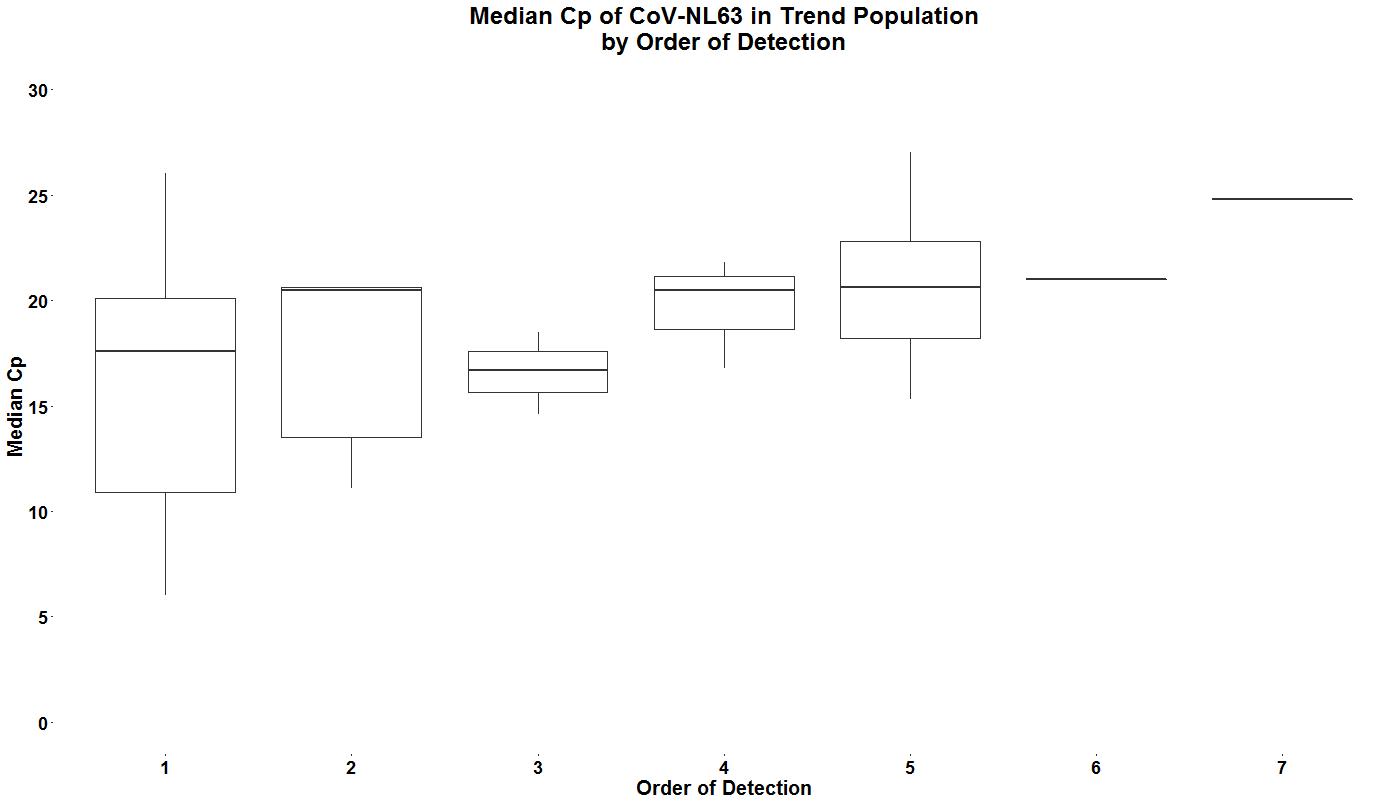 Median Cp of CoV-NL63 in Trend Population
by Order of Detection
30
25
20
15
10
5
0
Median Cp
1 2 3 4 5 6 7
Order of Detection